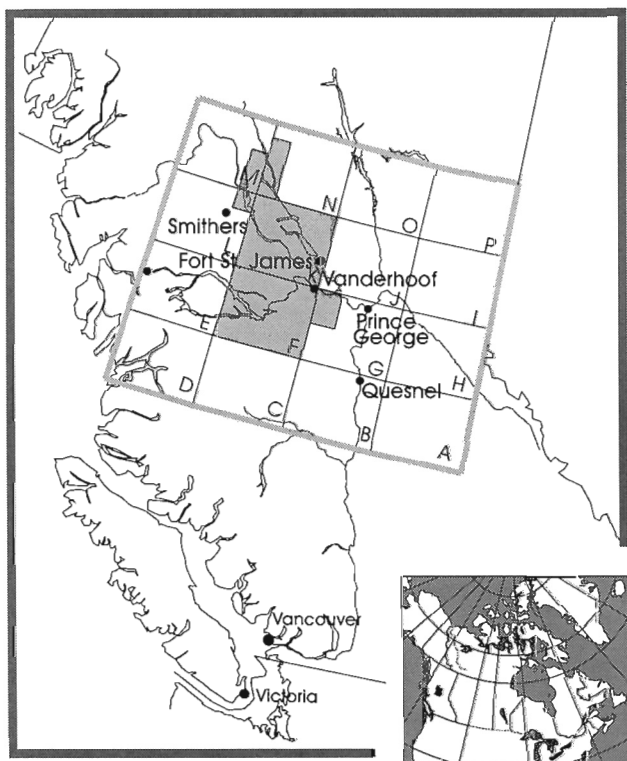 M
N
O
P
Smithers
L
Fort St. James
Vanderhoof
J
I
Prince
George
E
F
G
H
D
Quesnel
C
B
A
Vancouver
Victoria